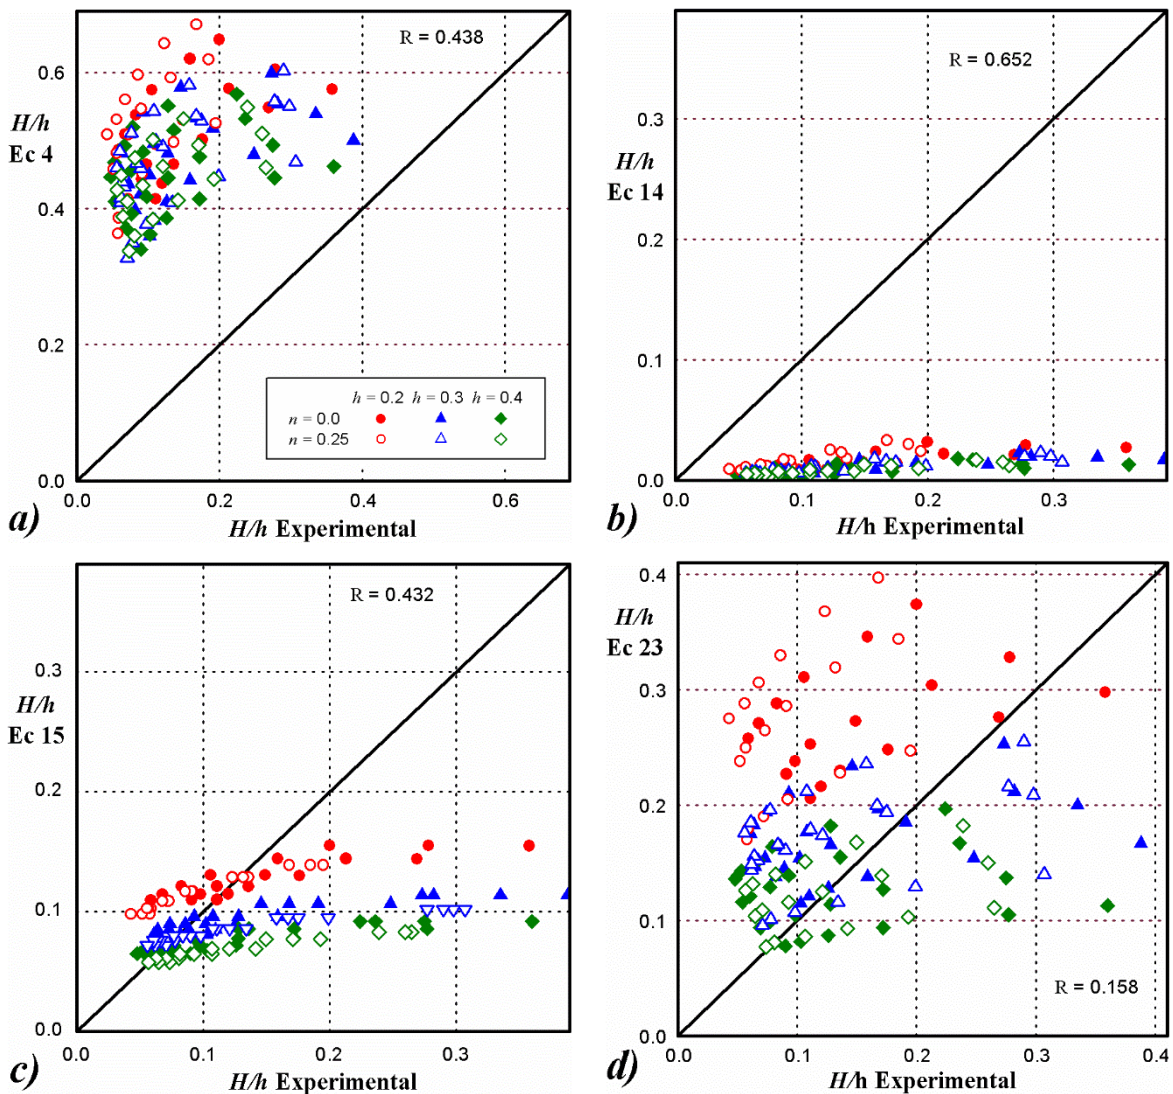 R = 0.438
0.6
H/h
Ec 4
0.4
0.2
h = 0.2 h = 0.3 h = 0.4
n = 0.0
n = 0.25
0.0
0.0 0.2 0.4 0.6
a)
H/h Experimental
R = 0.652
0.3
H/h
Ec 14
0.2
0.1
0.0
0.0 0.1 0.2 0.3
b)
H/h Experimental
R = 0.432
0.3
H/h
Ec 15
0.2
0.1
0.0
0.0 0.1 0.2 0.3
c)
H/h Experimental
0.4
H/h
Ec 23
0.3
0.2
0.1
R = 0.158
0.0
0.0 0.1 0.2 0.3 0.4
d)
H/h Experimental